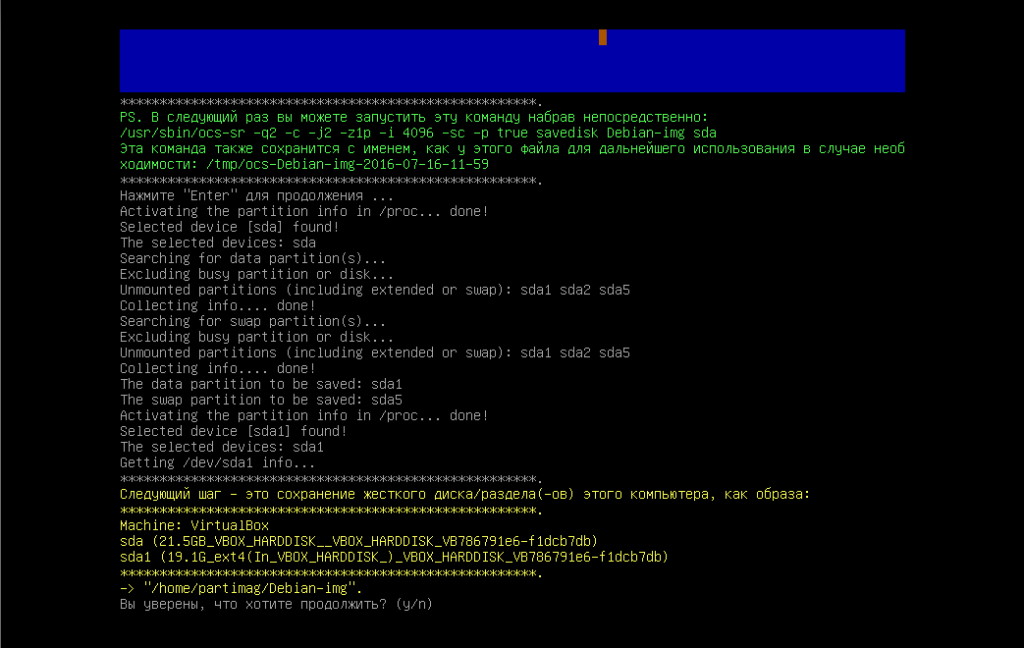 *****************************************************.
PS. В следующий раз вы можете запустить эту команду набрав непосредственно:
/usr/sbin/ocs-sr -q2 -c -j2 -z1p -i 4096 -sc -p true savedisk Debian-img sda
Эта команда также сохранится с именем, как у этого файла для дальнейшего использования в случае необ
ходимости: /tmp/ocs-Debian-img-2016-07-16-11-59
*****************************************************.
Нажмите "Enter" для продолжения ...
Activating the partition info in /proc... done!
Selected device [sda] found!
The selected devices: sda
Searching for data partition(s)...
Excluding busy partition or disk...
Unmounted partitions (including extended or swap): sda1 sda2 sda5
Collecting info.... done!
Searching for swap partition(s)...
Excluding busy partition or disk...
Unmounted partitions (including extended or swap): sda1 sda2 sda5
Collecting info.... done!
The data partition to be saved: sda1
The swap partition to be saved: sda5
Activating the partition info in /proc... done!
Selected device [sda1] found!
The selected devices: sda1
Getting /dev/sda1 info...
*****************************************************.
Следующий шаг - это сохранение жесткого диска/раздела(-ов) этого компьютера, как образа:
*****************************************************.
Machine: VirtualBox
sda (21.5GB_VBOX_HARDDISK__VBOX_HARDDISK_VB786791e6-f1dcb7db)
sda1 (19.1G_ext4(In_VBOX_HARDDISK_)_VBOX_HARDDISK_VB786791e6-f1dcb7db)
*****************************************************.
-> "/home/partimag/Debian-img".
Вы уверены, что хотите продолжить? (y/n)